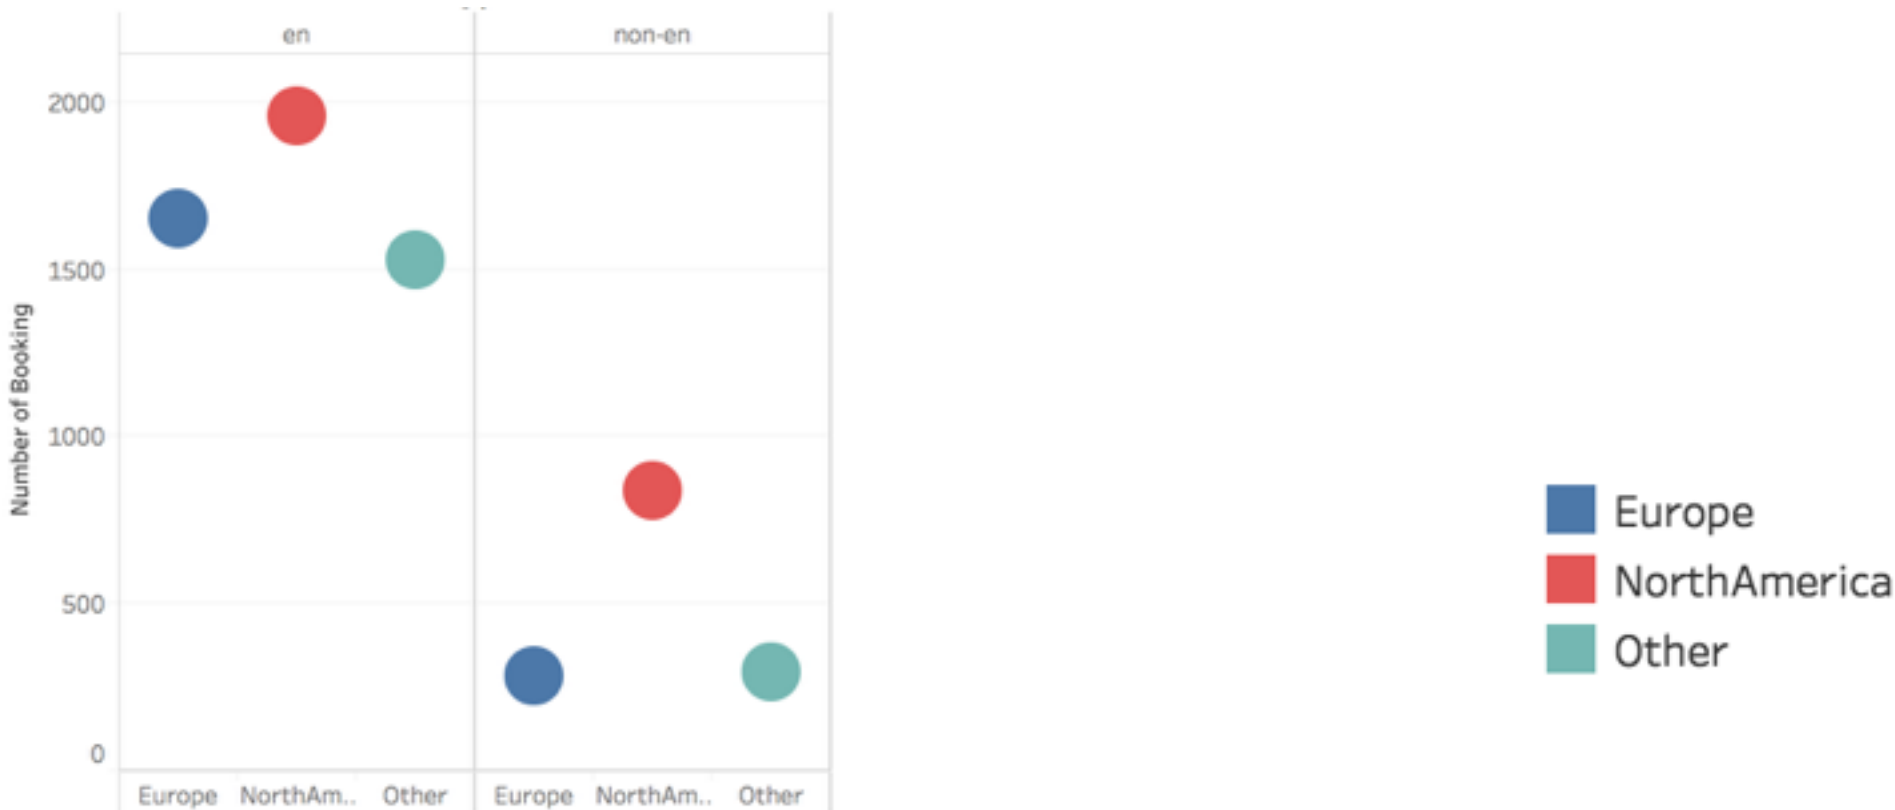 en non-en
2000
1500
1000
500
0
Number of Booking
Europe NorthAm.. Other Europe NorthAm.. Other
Europe
NorthAmerica
Other